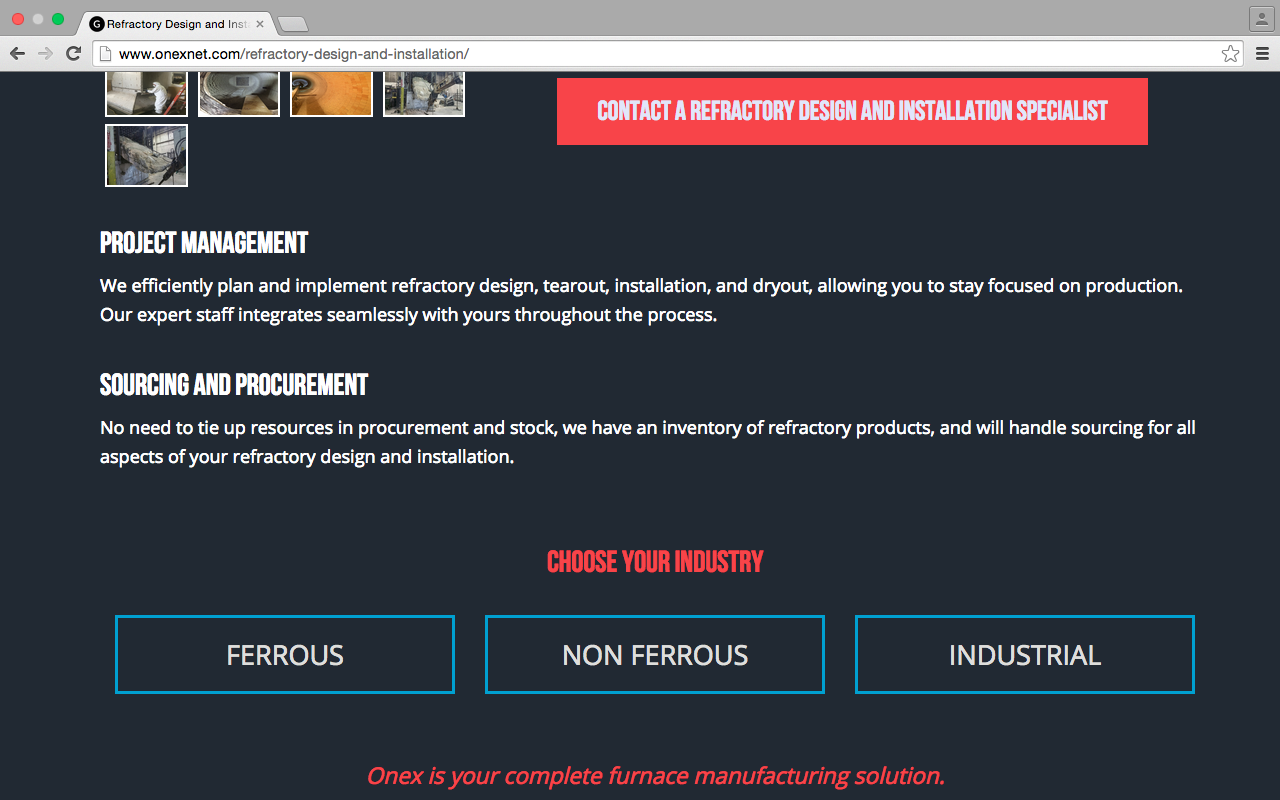 Refractory Design and Inst
www.onexnet.com/refractory-design-and-installation/
CONTACT A REFRACTORY DESIGN AND INSTALLATION SPECIALIST
PROJECT MANAGEMENT
We efficiently plan and implement refractory design, tearout, installation, and dryout, allowing you to stay focused on production.
Our expert staff integrates seamlessly with yours throughout the process.
SOURCING AND PROCUREMENT
No need to tie up resources in procurement and stock, we have an inventory of refractory products, and will handle sourcing for all
aspects of your refractory design and installation.
CHOOSE YOUR INDUSTRY
FERROUS
NON FERROUS
INDUSTRIAL
Onex is your complete furnace manufacturing solution.